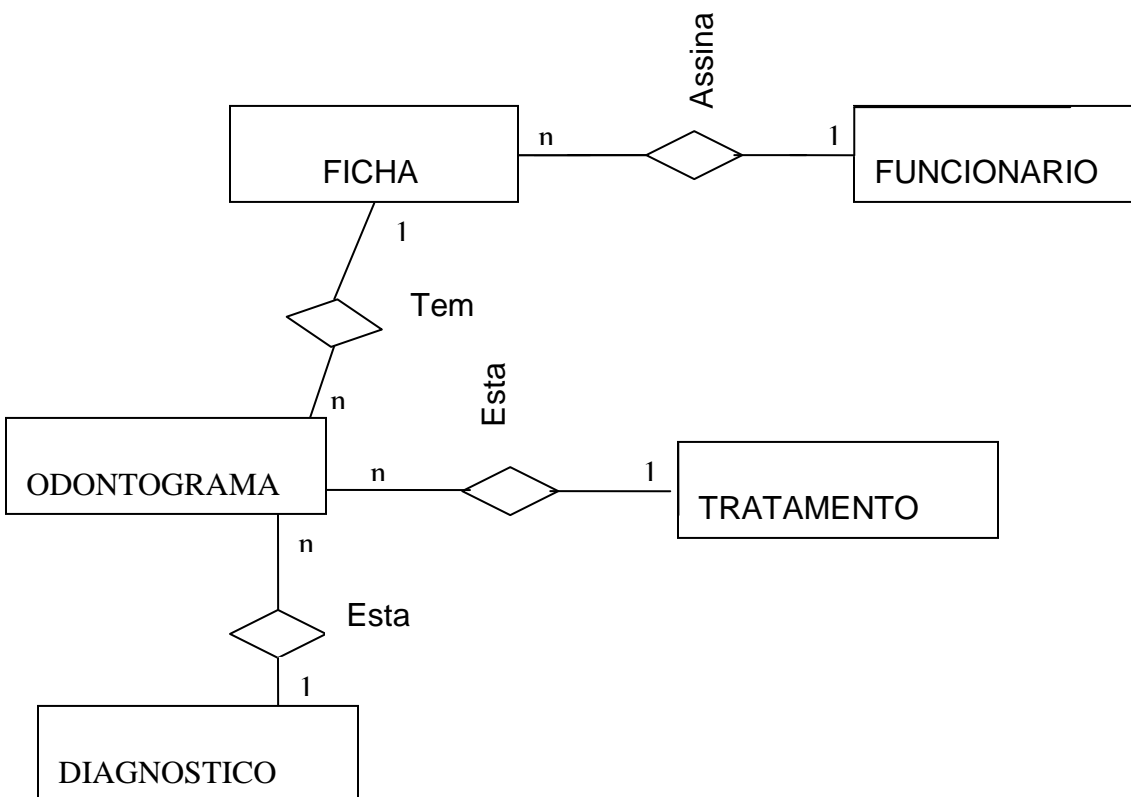 Assina
n
1
FICHA
FUNCIONARIO
1
Tem
n
Esta
n
1
ODONTOGRAMA
TRATAMENTO
n
Esta
1
DIAGNOSTICO